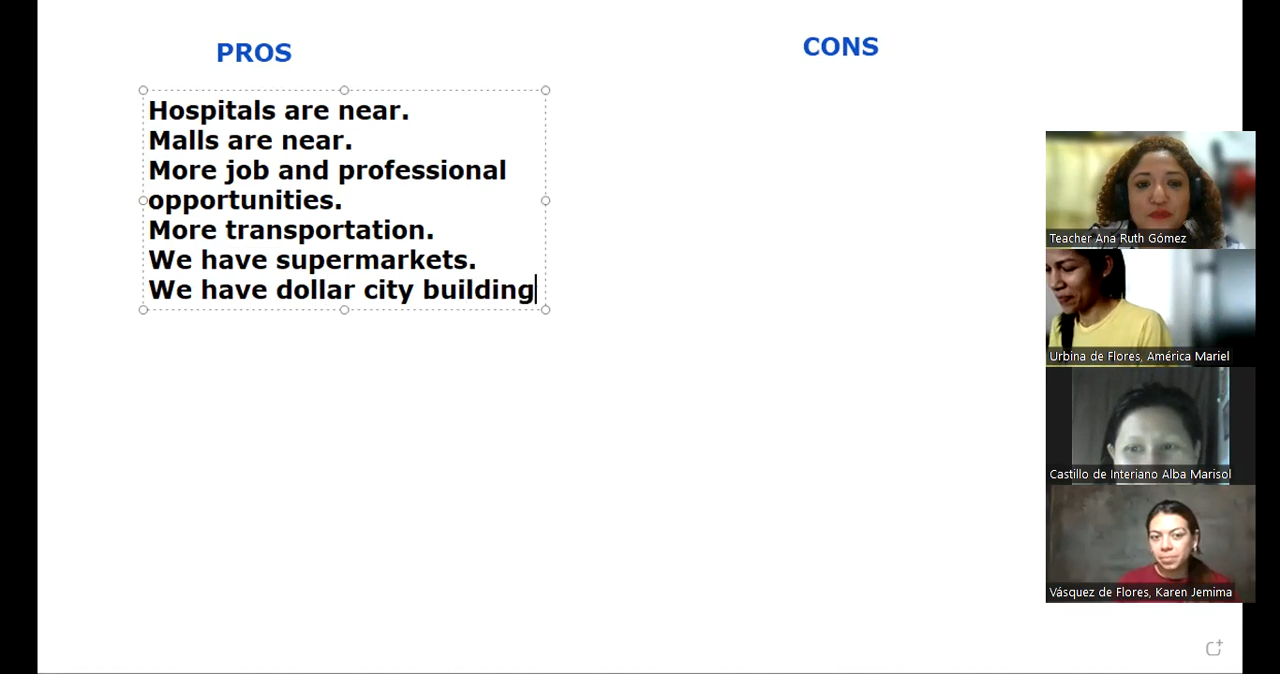 PROS
CONS
Hospitals are near.
Malls are near.
More job and professional
opportunities.
More transportation.
We have supermarkets.
We have dollar city building
Teacher Ana Ruth Gómez
Urbina de Flores, América Mariel
Castillo de Interiano Alba Marisol
Vásquez de Flores, Karen Jemima